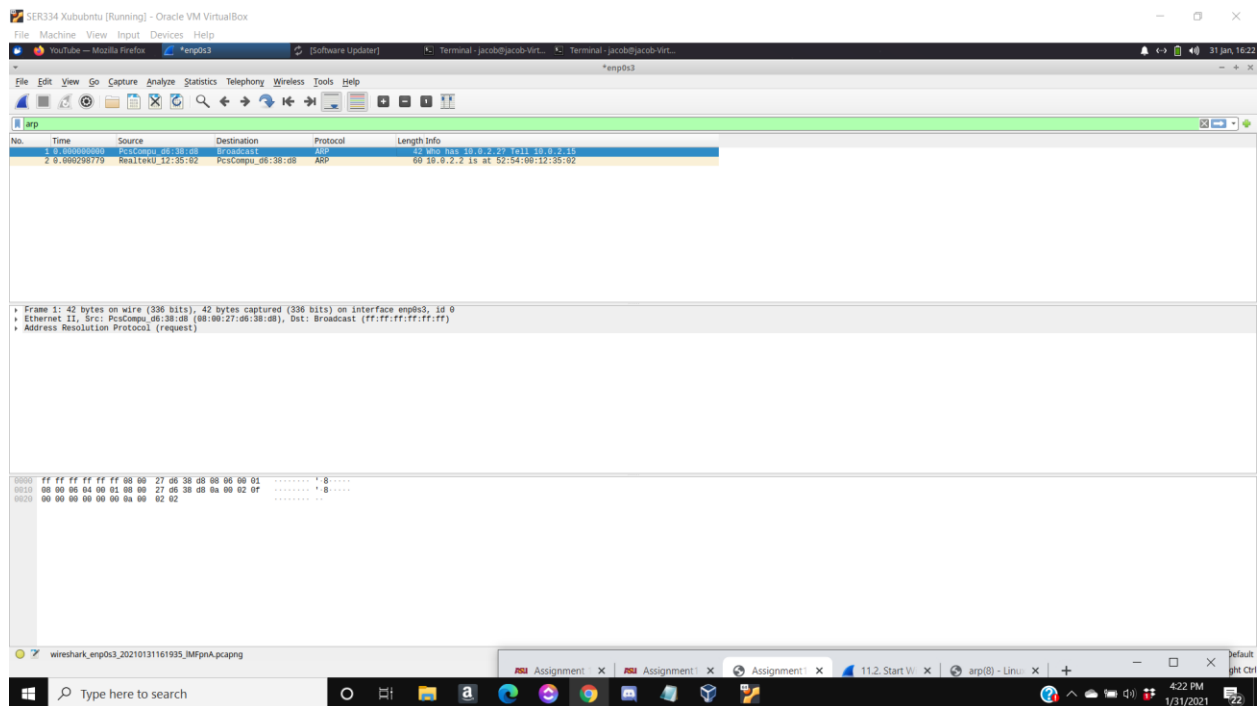 SER334 Xububntu [Running] - Oracle VM VirtualBox
File Machine View Input Devices Help
YouTube — Mozilla Firefox *enp0s3 [Software Updater] Terminal - jacob@jacob-Virt... Terminal - jacob@jacob-Virt... 31 Jan, 16:22
*enp0s3
File Edit View Go Capture Analyze Statistics Telephony Wireless Tools Help
arp
No. Time Source Destination Protocol Length Info
1 0.000000000 PcsCompu_d6:38:d8 Broadcast ARP 42 Who has 10.0.2.2? Tell 10.0.2.15
2 0.000298779 RealtekU_12:35:02 PcsCompu_d6:38:d8 ARP 60 10.0.2.2 is at 52:54:00:12:35:02
Frame 1: 42 bytes on wire (336 bits), 42 bytes captured (336 bits) on interface enp0s3, id 0
Ethernet II, Src: PcsCompu_d6:38:d8 (08:00:27:d6:38:d8), Dst: Broadcast (ff:ff:ff:ff:ff:ff)
Address Resolution Protocol (request)
0000 ff ff ff ff ff ff 08 00 27 d6 38 d8 08 06 00 01 ········ '·8·····
0010 08 00 06 04 00 01 08 00 27 d6 38 d8 0a 00 02 0f ········ '·8·····
0020 00 00 00 00 00 00 0a 00 02 02 ········ ··
wireshark_enp0s3_20210131161935_lMFpnA.pcapng Default
ASU Assignment ASU Assignment1 Assignment1 11.2. Start W arp(8) - Linu ght Ctrl
Type here to search 4:22 PM
1/31/2021 22